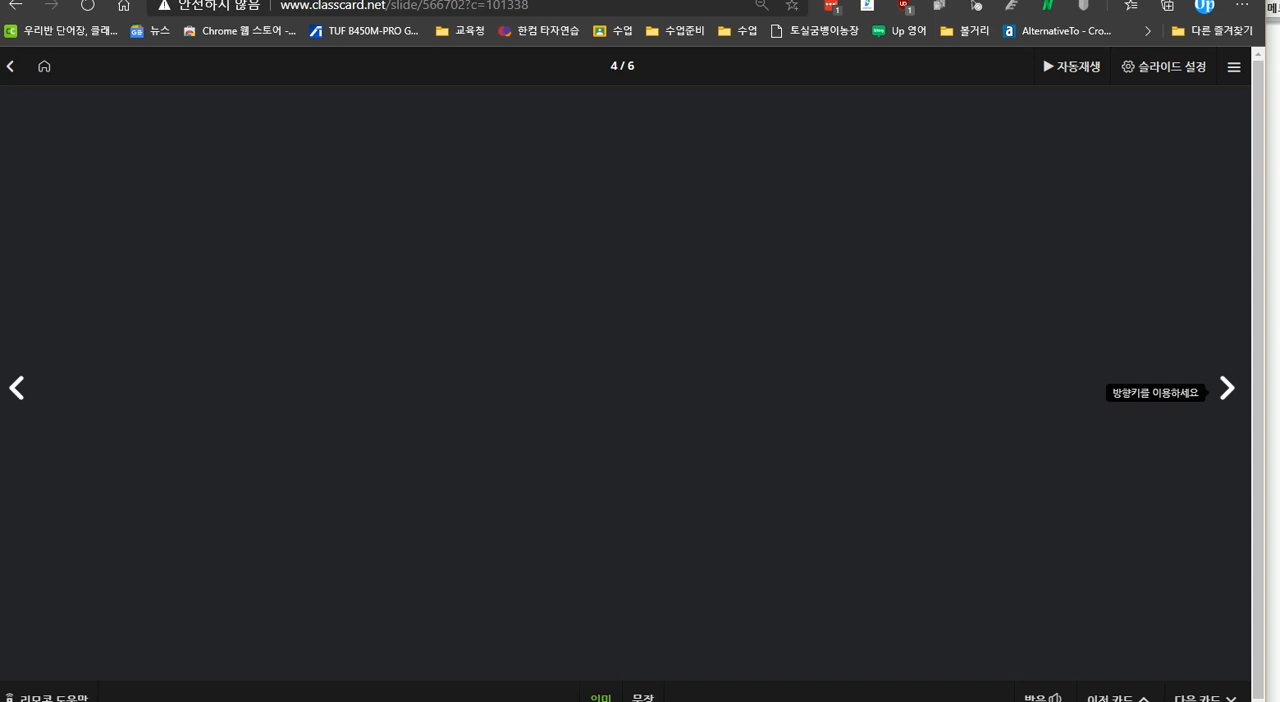 안전하지 않음 | www.classcard.net/slide/566702?c=101338
우리반 단어장, 클래... 뉴스 Chrome 웹 스토어 -... TUF B450M-PRO G... 교육청 한컴 타자연습 수업 수업준비 수업 토실굼벵이농장 Up 영어 볼거리 AlternativeTo - Cro... 다른 즐겨찾기
4 / 6 자동재생 슬라이드 설정
방향키를 이용하세요
리모콘 도움말 의미 문장 발음 이전 카드 다음 카드